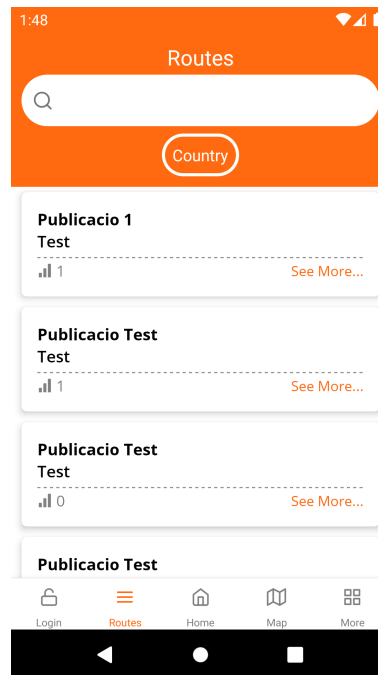 1:48
Routes
Country
Publicacio 1
Test
1 See More...
Publicacio Test
Test
1 See More...
Publicacio Test
Test
0 See More...
Publicacio Test
Login Routes Home Map More